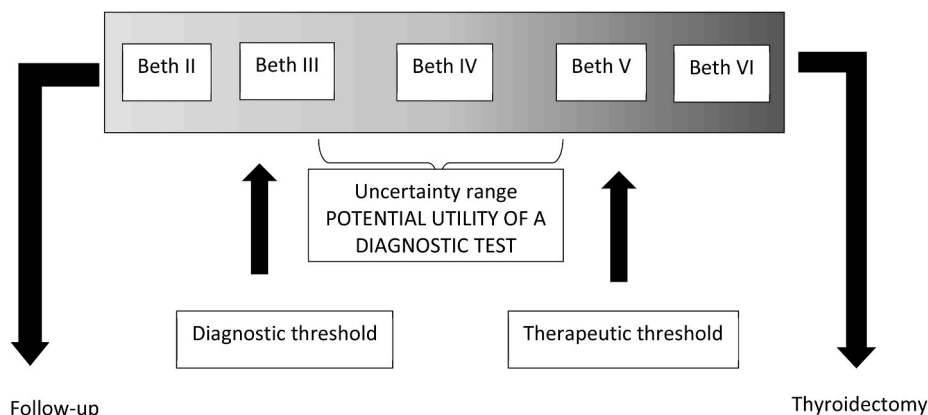 Beth II
Beth III
Beth IV
Beth V
Beth VI
Uncertainty range
POTENTIAL UTILITY OF A
DIAGNOSTIC TEST
Diagnostic threshold
Therapeutic threshold
Follow-up
Thyroidectomy